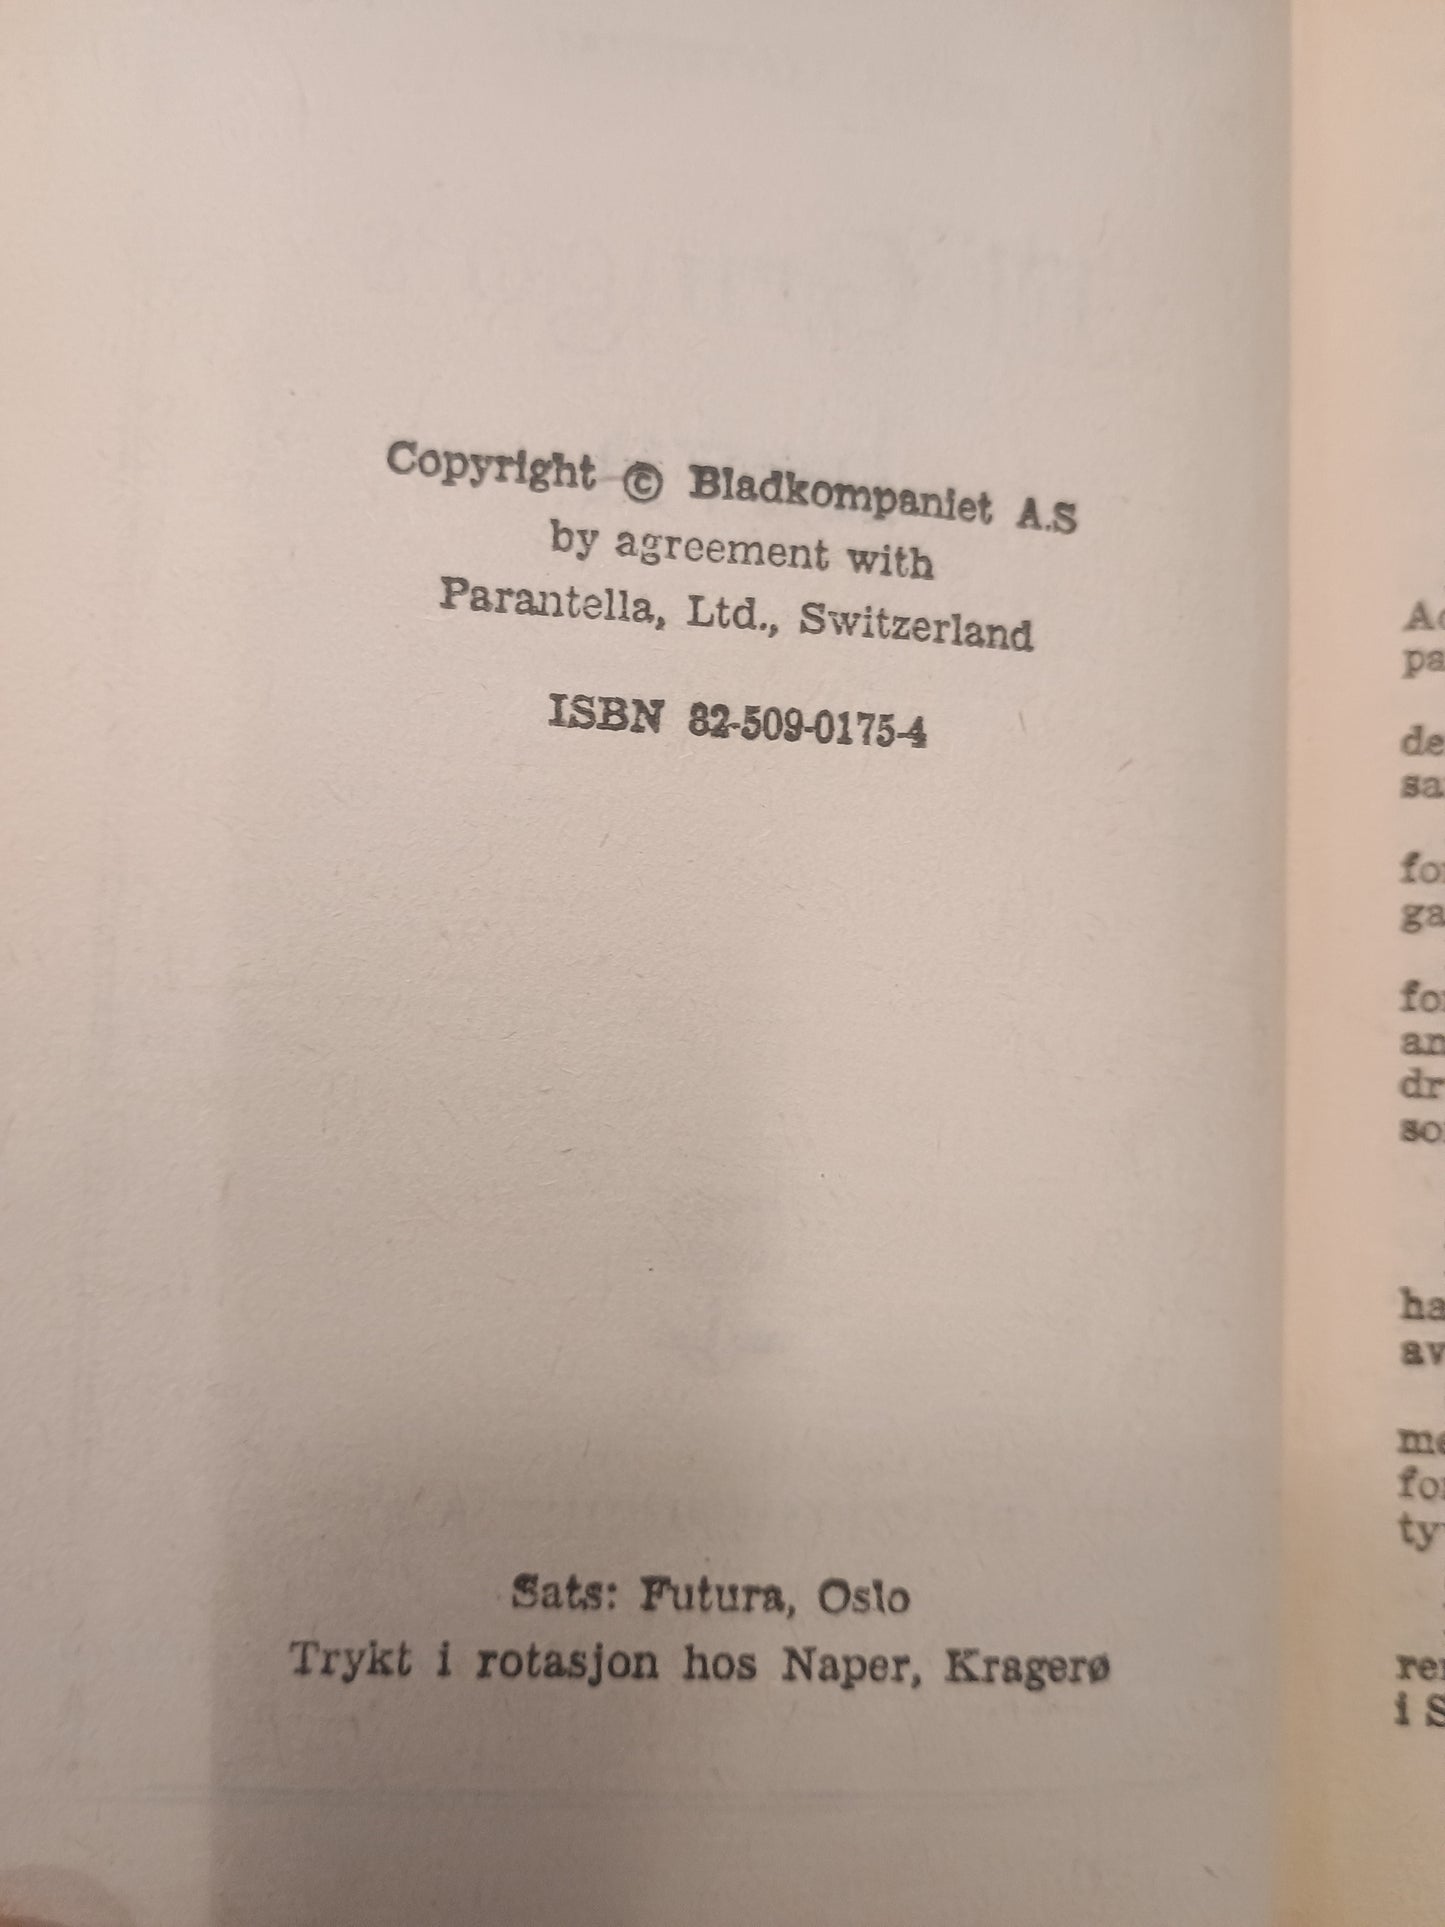 Copyright © Bladkompaniet A.S
by agreement with
Parantella, Ltd., Switzerland
ISBN 82-509-0175-4
Sats: Futura, Oslo
Trykt i rotasjon hos Naper, Kragerø